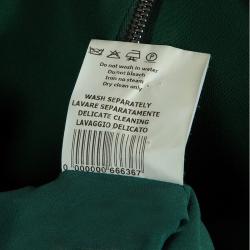 Do not wash in water
Do not bleach
Iron no steam
Dry clean only
WASH SEPARATELY
LAVARE SEPARATAMENTE
DELICATE CLEANING
LAVAGGIO DELICATO
0 000000 666367